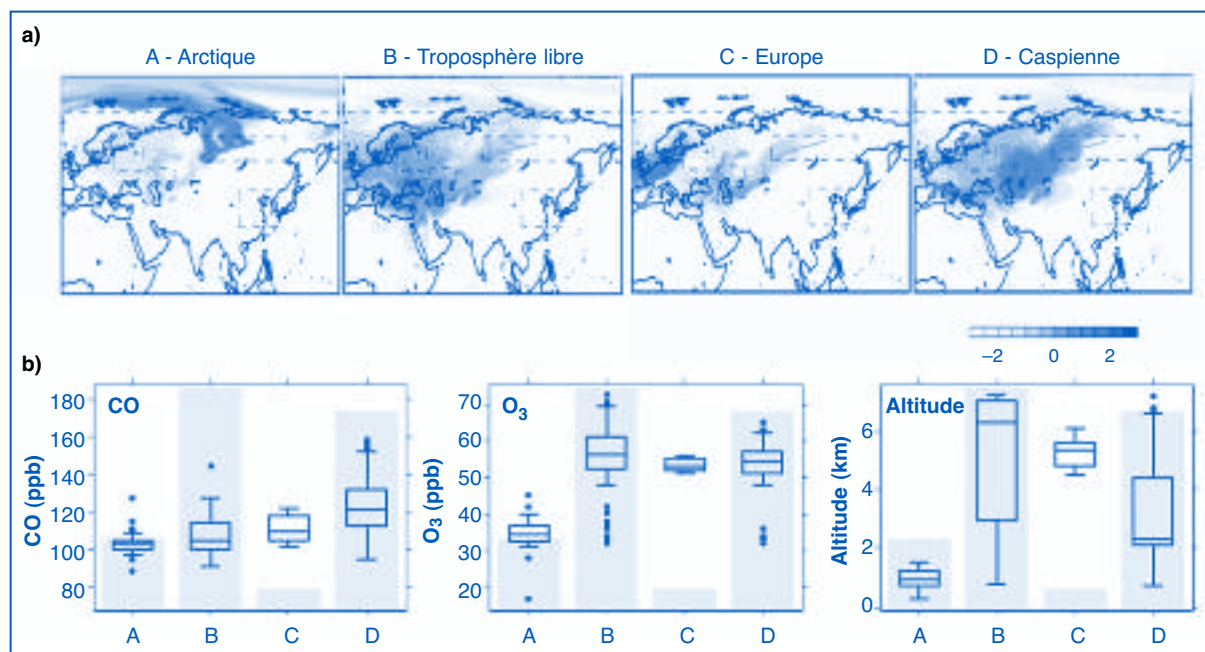 a)
A - Arctique B - Troposphère libre C - Europe D - Caspienne
−2 0 2
b)
CO
CO (ppb)
180
160
140
120
100
80
A B C D
O3
O3 (ppb)
70
60
50
40
30
20
A B C D
Altitude
Altitude (km)
6
4
2
0
A B C D